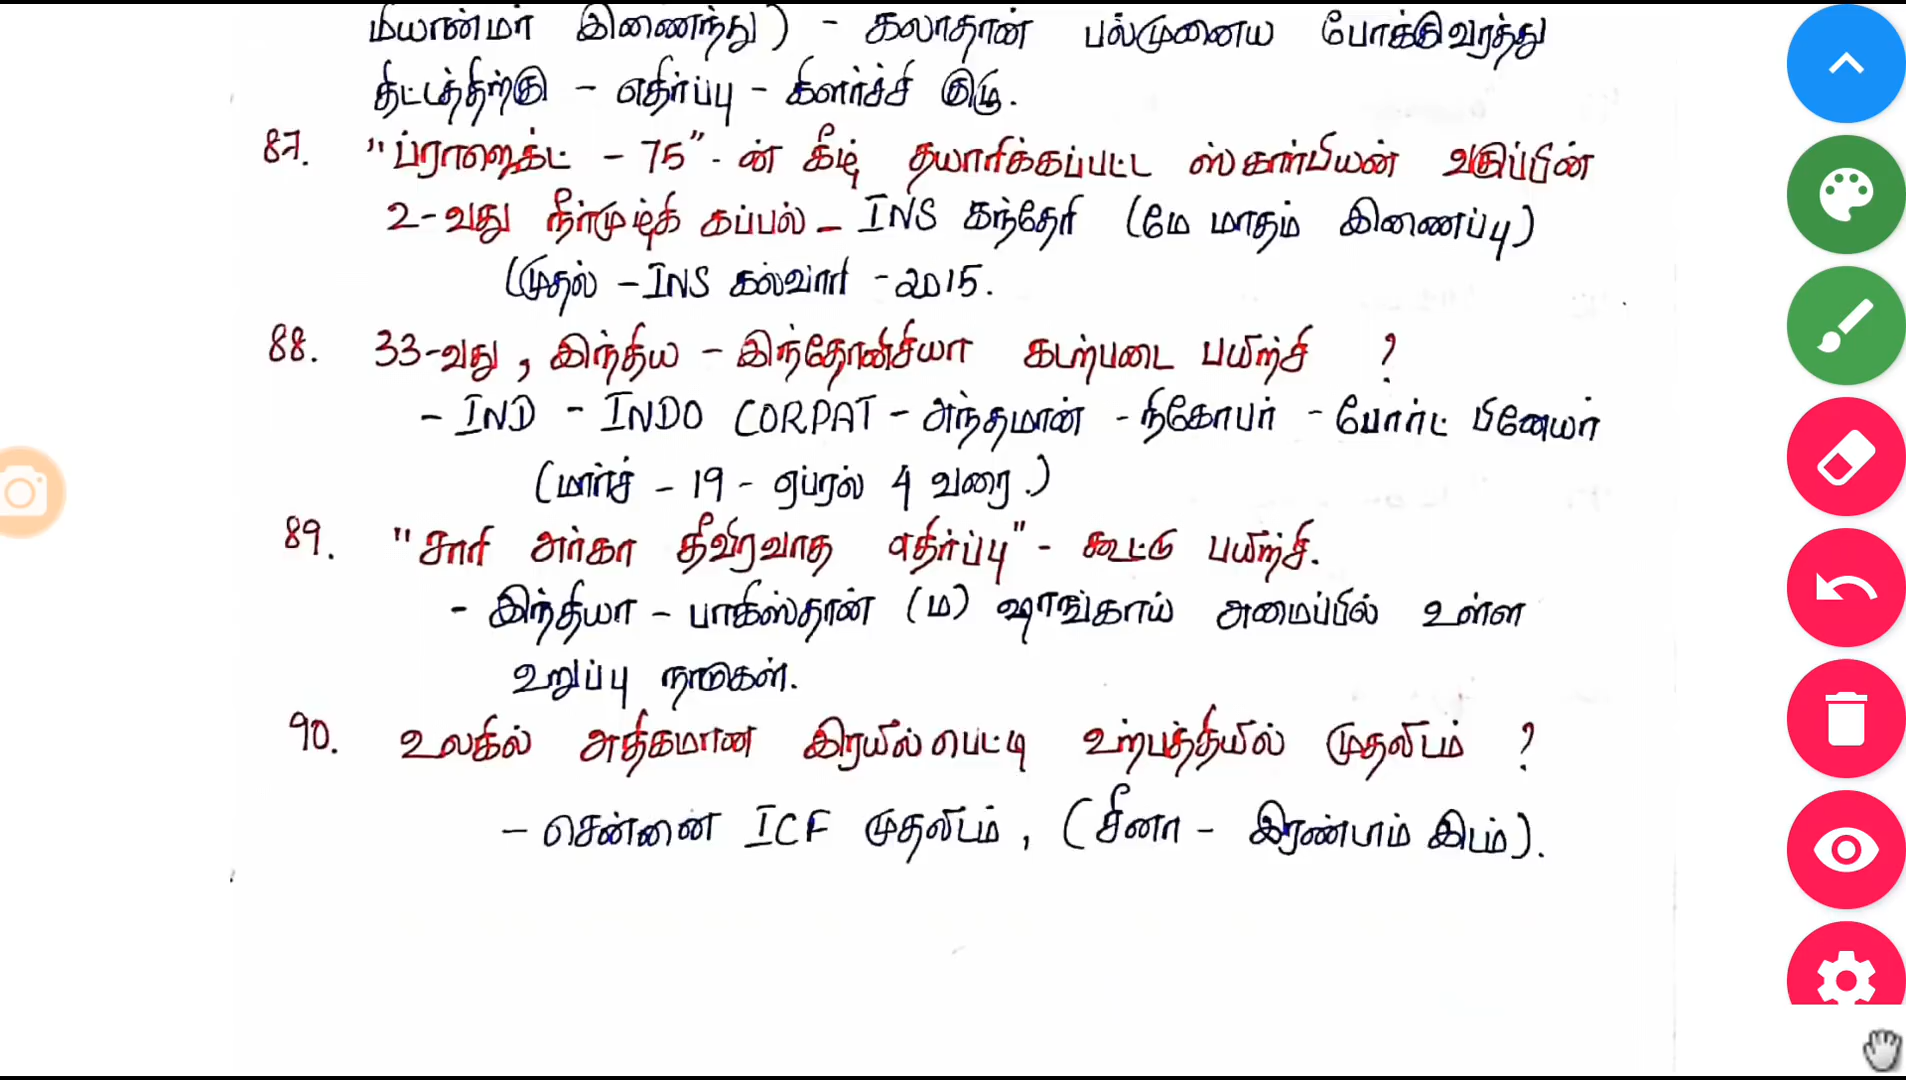 மியான்மர் இணைந்து) - கலாதான் பல்முனைய போக்குவரத்து
திட்டத்திற்கு - எதிர்ப்பு - கிளர்ச்சி குழு.
87. "ப்ராஜெக்ட் - 75"-ன் கீழ் தயாரிக்கப்பட்ட ஸ்கார்பியன் வகுப்பின்
2-வது நீர்மூழ்கி கப்பல் - INS கந்தேரி (மே மாதம் இணைப்பு)
(முதல் - INS கல்வாரி - 2015.
88. 33-வது, இந்திய - இந்தோனிசியா கடற்படை பயிற்சி ?
- IND - INDO CORPAT - அந்தமான் - நிகோபர் - போர்ட் பிளேயர்
(மார்ச் - 19 - ஏப்ரல் 4 வரை.)
89. "சாரி அர்கா தீவிரவாத எதிர்ப்பு" - கூட்டு பயிற்சி.
- இந்தியா - பாகிஸ்தான் (ம) ஷாங்காய் அமைப்பில் உள்ள
உறுப்பு நாடுகள்.
90. உலகில் அதிகமான இரயில்பெட்டி உற்பத்தியில் முதலிடம் ?
- சென்னை ICF முதலிடம், (சீனா - இரண்டாம் இடம்).